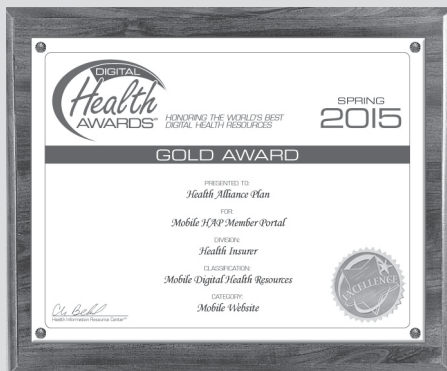 DIGITAL
Health
AWARDS
HONORING THE WORLD'S BEST
DIGITAL HEALTH RESOURCES
SPRING
2015
GOLD AWARD
PRESENTED TO:
Health Alliance Plan
FOR:
Mobile HAP Member Portal
DIVISION:
Health Insurer
CLASSIFICATION:
Mobile Digital Health Resources
CATEGORY:
Mobile Website
EXCELLENCE
Health Information Resource Center